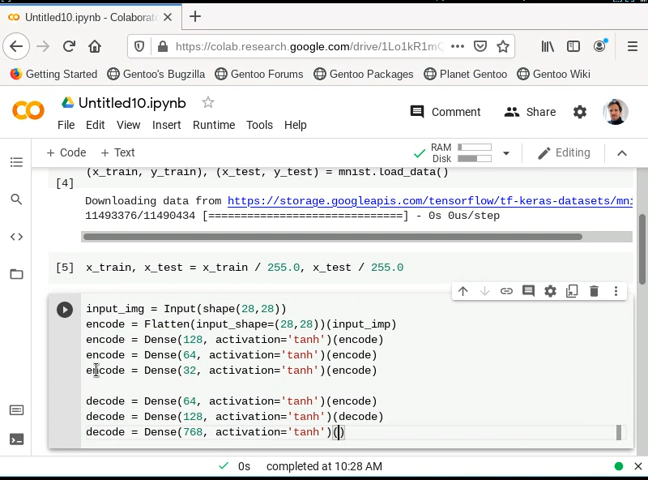 Untitled10.ipynb - Colaborato
https://colab.research.google.com/drive/1Lo1kR1m
Getting Started Gentoo's Bugzilla Gentoo Forums Gentoo Packages Planet Gentoo Gentoo Wiki
Untitled10.ipynb
Comment Share
File Edit View Insert Runtime Tools Help
+ Code + Text RAM Disk Editing
(x_train, y_train), (x_test, y_test) = mnist.load_data()
[4]
Downloading data from https://storage.googleapis.com/tensorflow/tf-keras-datasets/mni
11493376/11490434 [==============================] - 0s 0us/step
[5] x_train, x_test = x_train / 255.0, x_test / 255.0
input_img = Input(shape(28,28))
encode = Flatten(input_shape=(28,28))(input_imp)
encode = Dense(128, activation='tanh')(encode)
encode = Dense(64, activation='tanh')(encode)
encode = Dense(32, activation='tanh')(encode)
decode = Dense(64, activation='tanh')(encode)
decode = Dense(128, activation='tanh')(decode)
decode = Dense(768, activation='tanh')()
0s completed at 10:28 AM